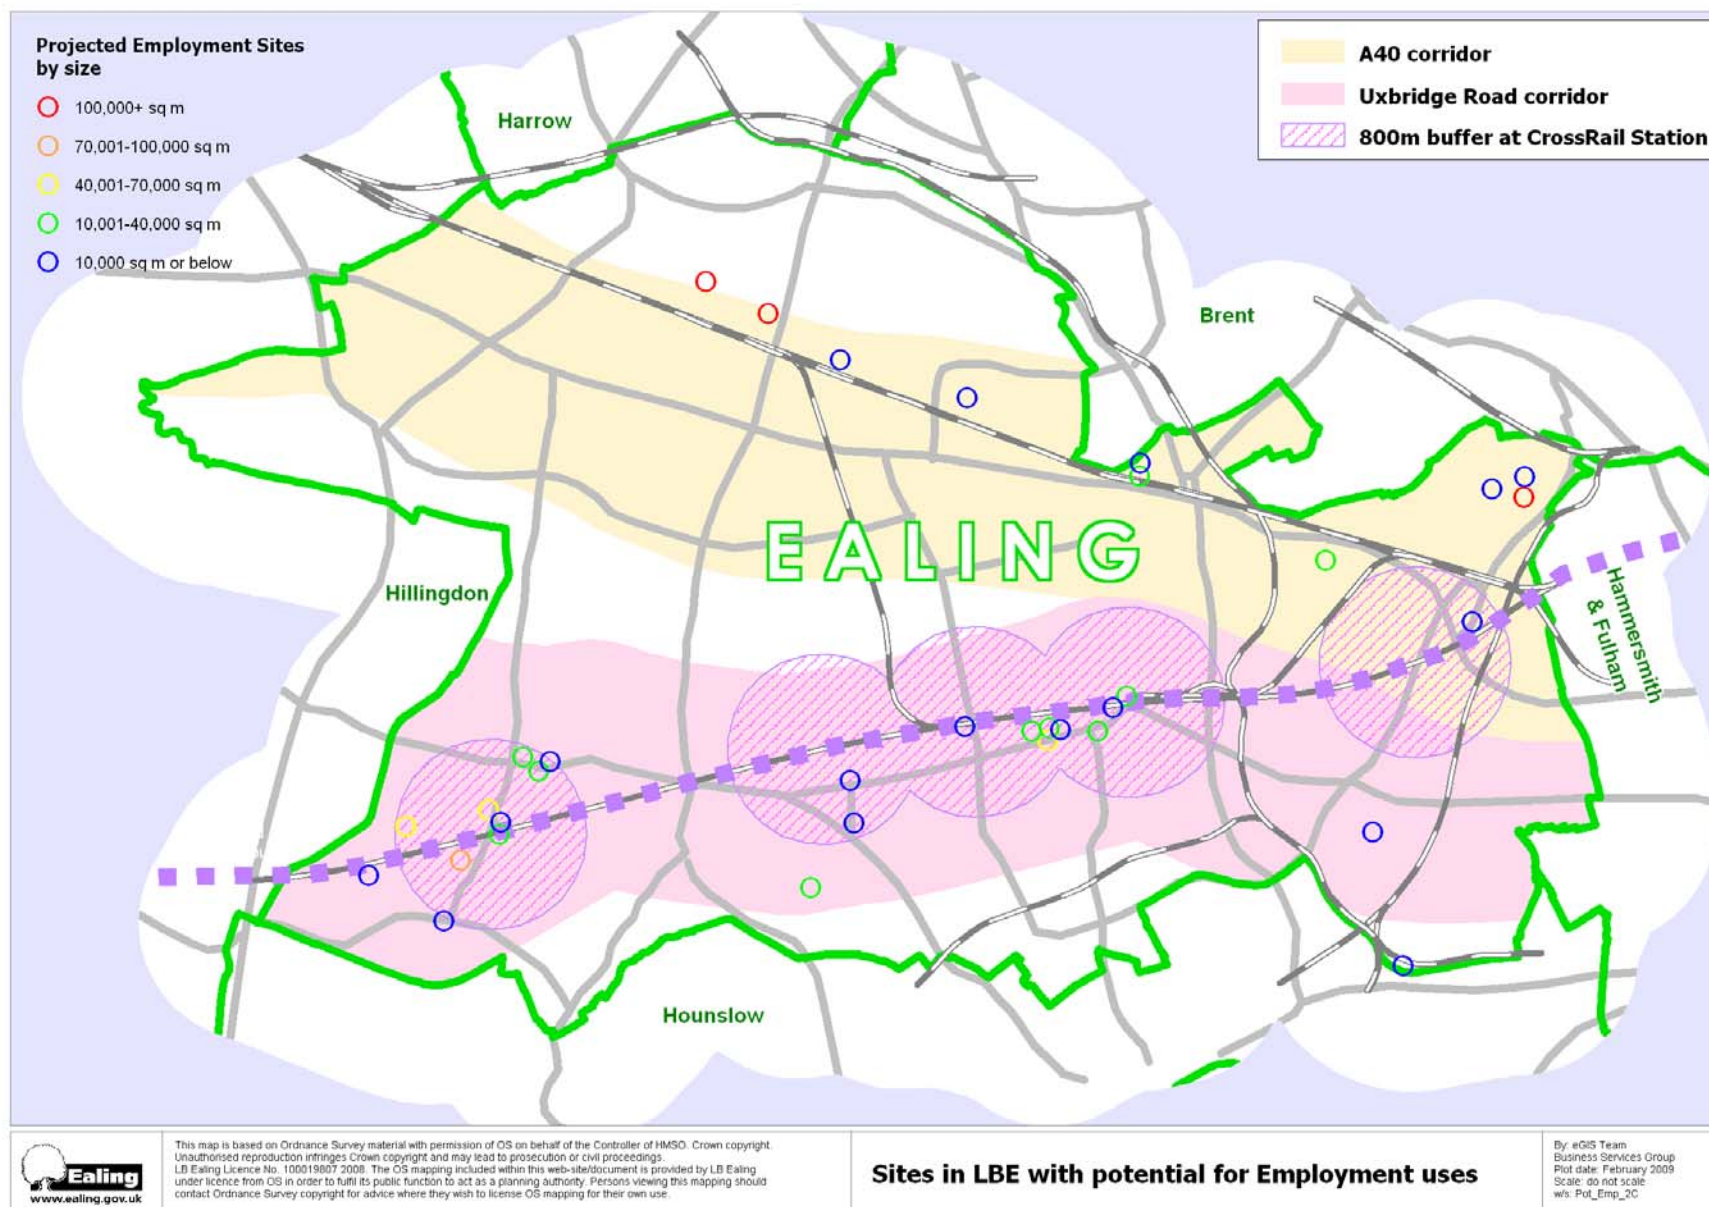 Projected Employment Sites
by size
100,000+ sq m
70,001-100,000 sq m
40,001-70,000 sq m
10,001-40,000 sq m
10,000 sq m or below
A40 corridor
Uxbridge Road corridor
800m buffer at CrossRail Station
Harrow
Brent
EALING
Hillingdon
Hammersmith
& Fulham
Hounslow
Ealing
www.ealing.gov.uk
This map is based on Ordnance Survey material with permission of OS on behalf of the Controller of HMSO. Crown copyright.
Unauthorised reproduction infringes Crown copyright and may lead to prosecution or civil proceedings.
LB Ealing Licence No. 100019807 2008. The OS mapping included within this web-site/document is provided by LB Ealing
under licence from OS in order to fulfil its public function to act as a planning authority. Persons viewing this mapping should
contact Ordnance Survey copyright for advice where they wish to license OS mapping for their own use.
Sites in LBE with potential for Employment uses
By: eGIS Team
Business Services Group
Plot date: February 2009
Scale: do not scale
w/s: Pot_Emp_2C